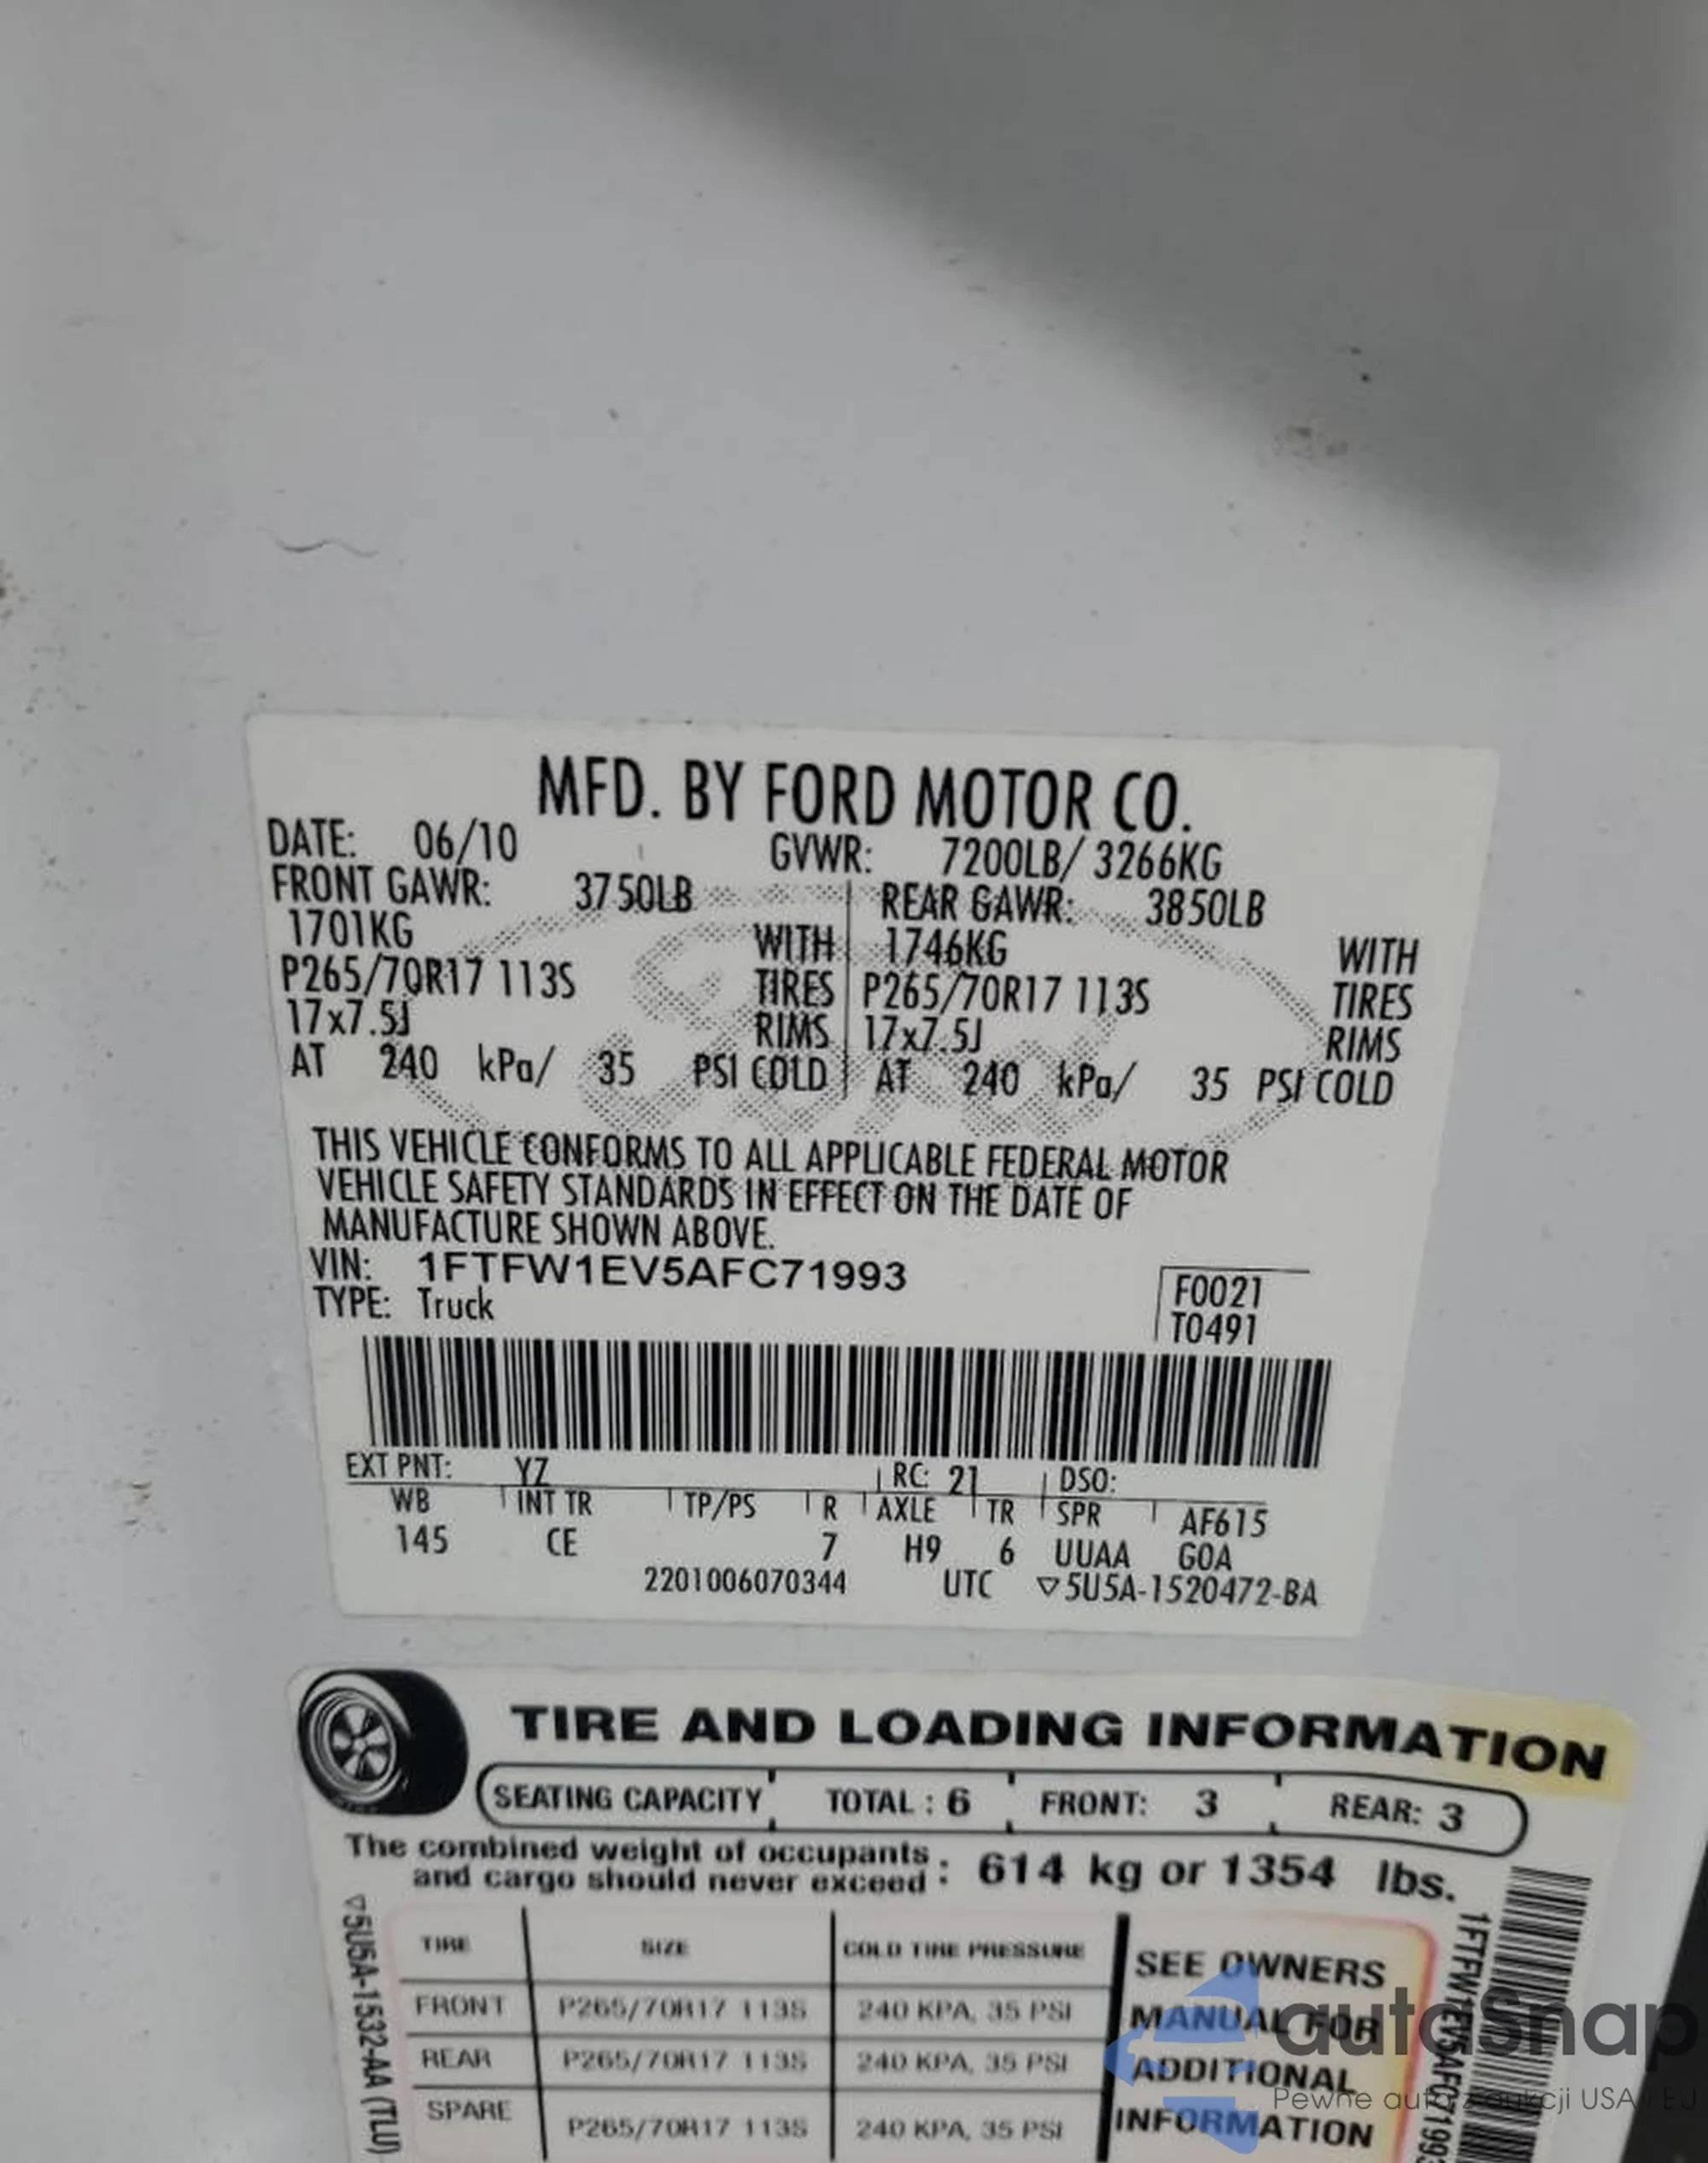 MFD. BY FORD MOTOR CO.
DATE: 06/10 GVWR: 7200LB/ 3266KG
FRONT GAWR: 3750LB REAR GAWR: 3850LB
1701KG WITH 1746KG WITH
P265/70R17 113S TIRES P265/70R17 113S TIRES
17x7.5J RIMS 17x7.5J RIMS
AT 240 kPa/ 35 PSI COLD AT 240 kPa/ 35 PSI COLD
THIS VEHICLE CONFORMS TO ALL APPLICABLE FEDERAL MOTOR
VEHICLE SAFETY STANDARDS IN EFFECT ON THE DATE OF
MANUFACTURE SHOWN ABOVE.
VIN: 1FTFW1EV5AFC71993 F0021
TYPE: Truck T0491
EXT PNT: YZ RC: 21 DSO:
WB INT TR TP/PS R AXLE TR SPR AF615
145 CE 7 H9 6 UUAA GOA
2201006070344 UTC ▽5U5A-1520472-BA
TIRE AND LOADING INFORMATION
SEATING CAPACITY TOTAL : 6 FRONT: 3 REAR: 3
The combined weight of occupants
and cargo should never exceed : 614 kg or 1354 lbs.
TIRE SIZE COLD TIRE PRESSURE SEE OWNERS
FRONT P265/70R17 113S 240 KPA, 35 PSI MANUAL FOR
REAR P265/70R17 113S 240 KPA, 35 PSI ADDITIONAL
SPARE P265/70R17 113S 240 KPA, 35 PSI INFORMATION
▽5U5A-1532-AA (TLU)
1FTFW1EV5AFC71993
autoSnap
Pewne auta z aukcji USA i EU